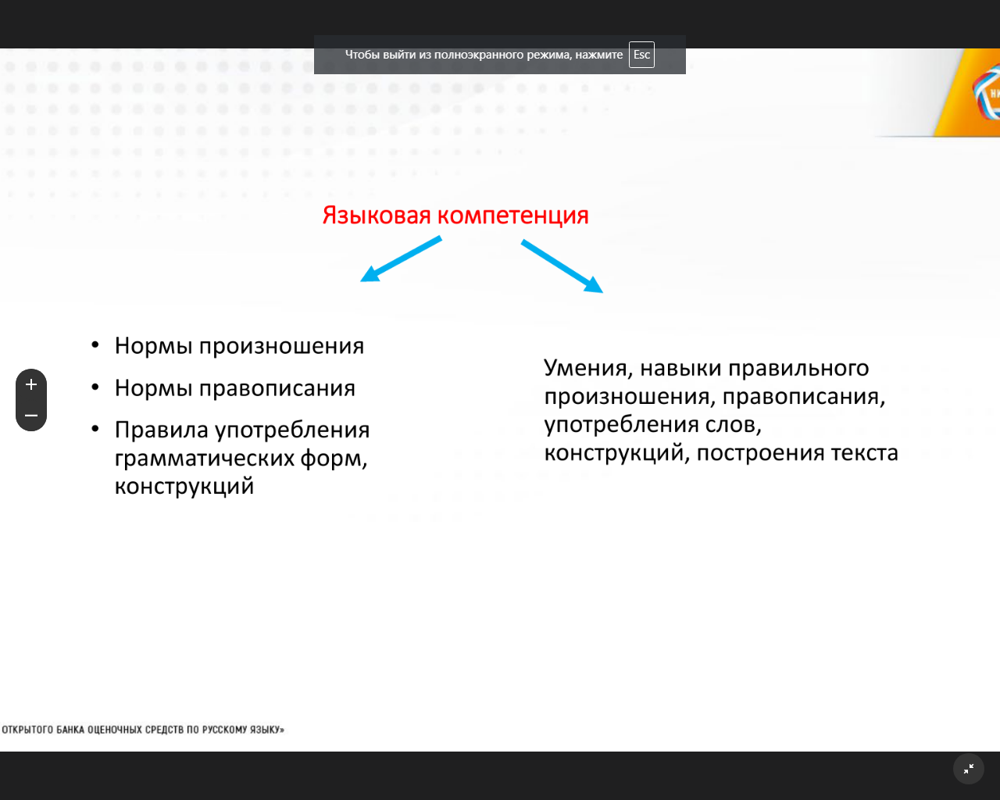 Чтобы выйти из полноэкранного режима, нажмите Esc
Языковая компетенция
• Нормы произношения
• Нормы правописания
• Правила употребления
грамматических форм,
конструкций
Умения, навыки правильного
произношения, правописания,
употребления слов,
конструкций, построения текста
ОТКРЫТОГО БАНКА ОЦЕНОЧНЫХ СРЕДСТВ ПО РУССКОМУ ЯЗЫКУ»